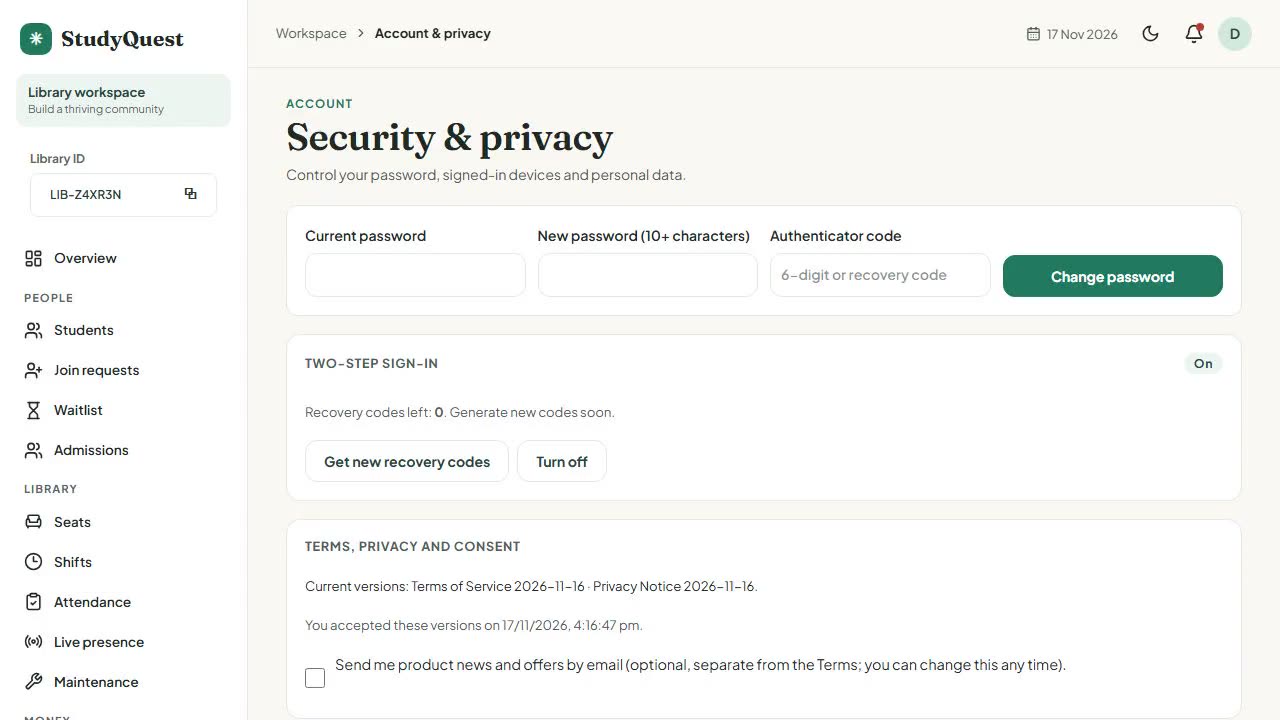 StudyQuest
Library workspace
Build a thriving community
Library ID
LIB-Z4XR3N
Overview
PEOPLE
Students
Join requests
Waitlist
Admissions
LIBRARY
Seats
Shifts
Attendance
Live presence
Maintenance
MONEY
Workspace > Account & privacy
17 Nov 2026
D
ACCOUNT
Security & privacy
Control your password, signed-in devices and personal data.
Current password
New password (10+ characters)
Authenticator code
6-digit or recovery code
Change password
TWO-STEP SIGN-IN
On
Recovery codes left: 0. Generate new codes soon.
Get new recovery codes
Turn off
TERMS, PRIVACY AND CONSENT
Current versions: Terms of Service 2026-11-16 · Privacy Notice 2026-11-16.
You accepted these versions on 17/11/2026, 4:16:47 pm.
Send me product news and offers by email (optional, separate from the Terms; you can change this any time).